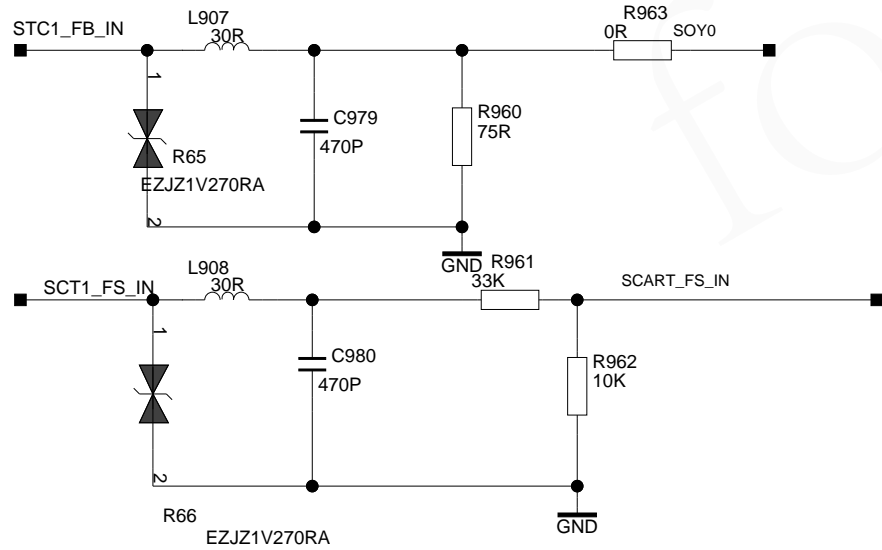 R963
STC1_FB_IN
L907
30R
0R
SOY0
1
C979
470P
R960
75R
R65
EZJZ1V270RA
2
GND
R961
33K
L908
30R
SCT1_FS_IN
SCART_FS_IN
1
C980
470P
R962
10K
2
R66
EZJZ1V270RA
GND
fo